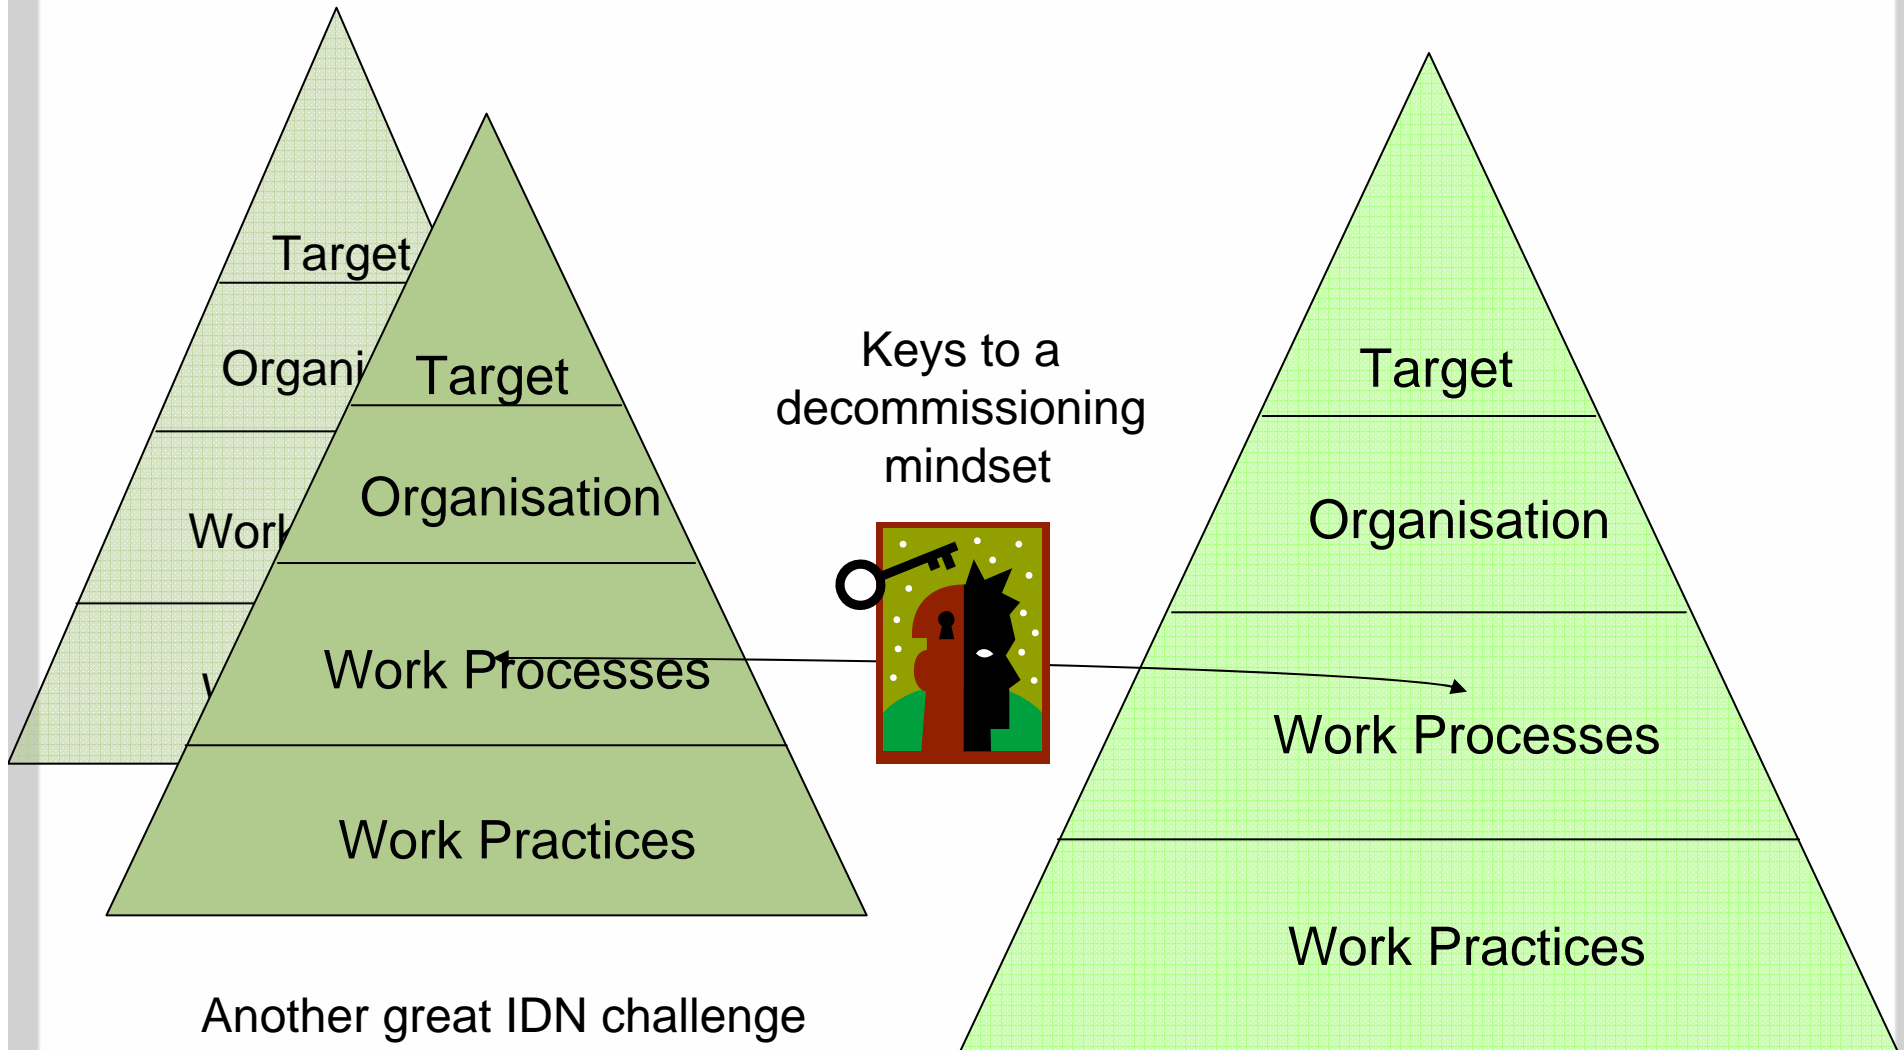 Target
Organi
Work
Target
Organisation
Work Processes
Work Practices
Keys to a
decommissioning
mindset
Target
Organisation
Work Processes
Work Practices
Another great IDN challenge